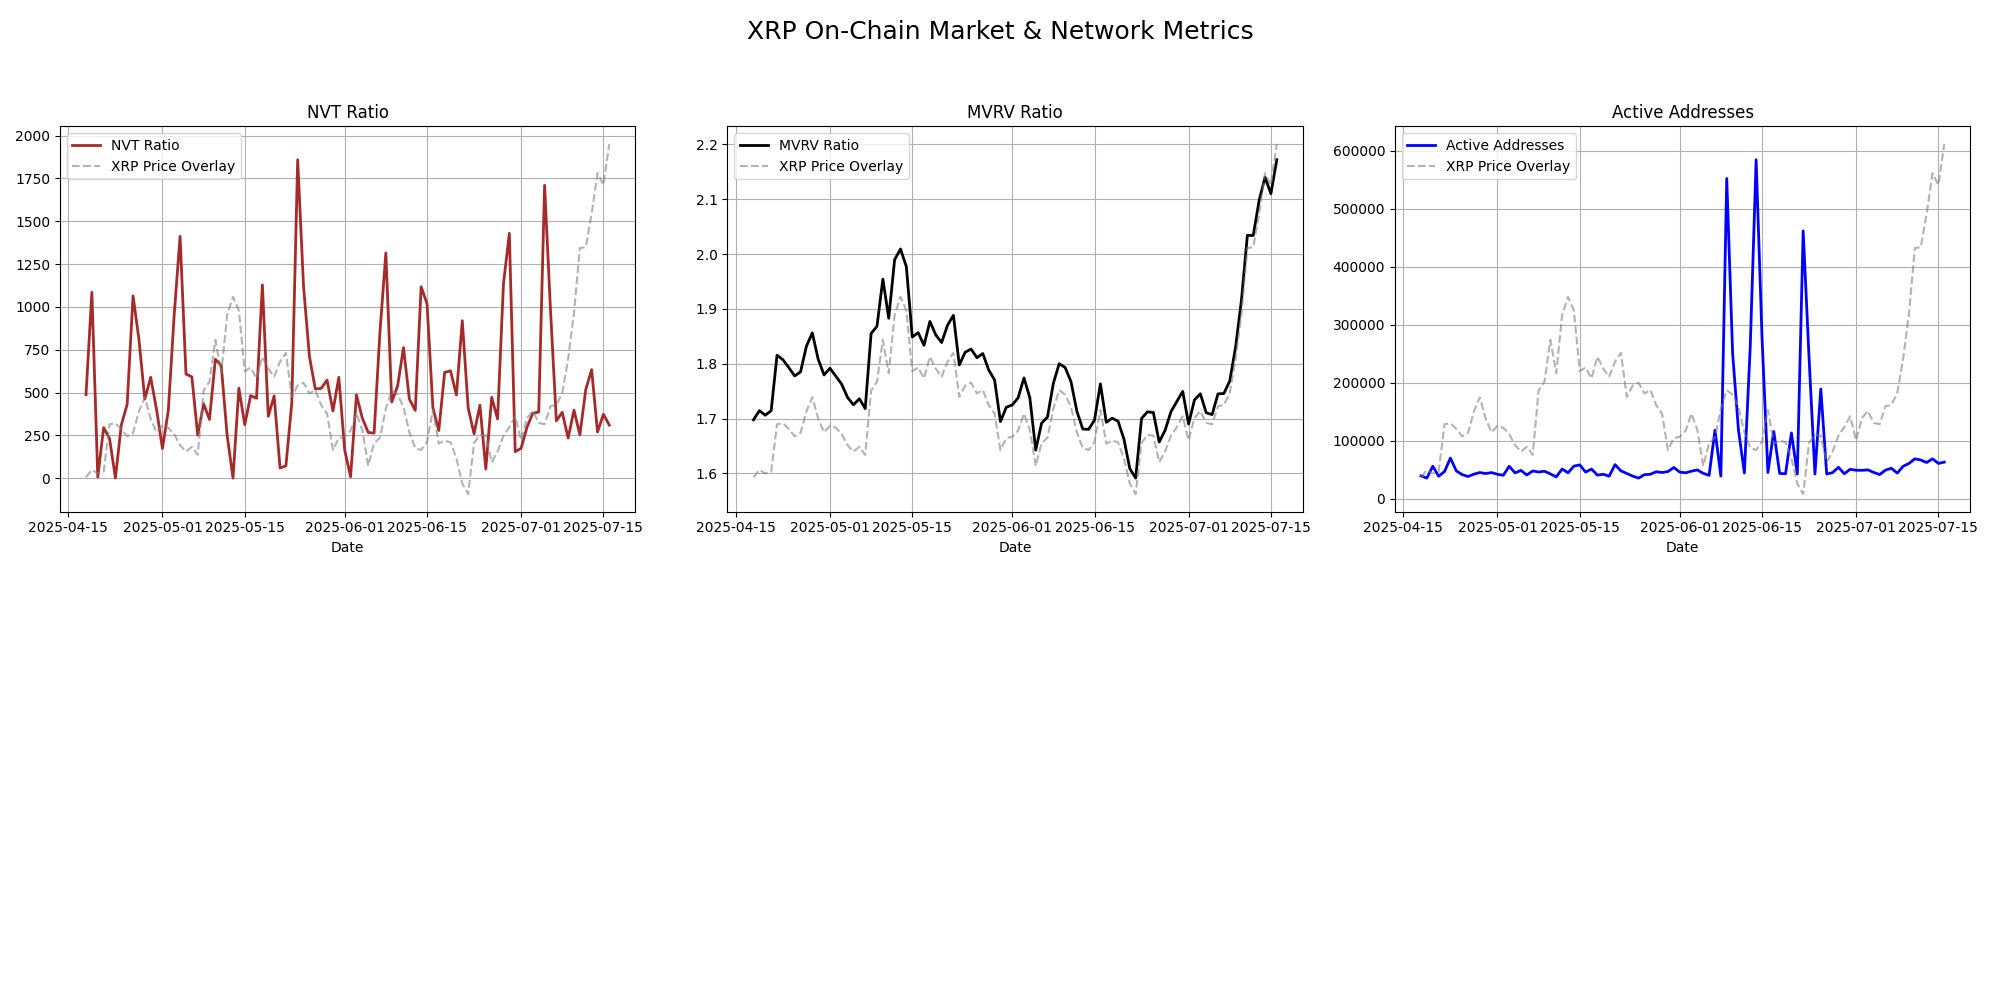 XRP On-Chain Market & Network Metrics
NVT Ratio
2000
1750
1500
1250
1000
750
500
250
0
NVT Ratio
XRP Price Overlay
2025-04-15 2025-05-01 2025-05-15 2025-06-01 2025-06-15 2025-07-01 2025-07-15
Date
MVRV Ratio
2.2
2.1
2.0
1.9
1.8
1.7
1.6
MVRV Ratio
XRP Price Overlay
2025-04-15 2025-05-01 2025-05-15 2025-06-01 2025-06-15 2025-07-01 2025-07-15
Date
Active Addresses
600000
500000
400000
300000
200000
100000
0
Active Addresses
XRP Price Overlay
2025-04-15 2025-05-01 2025-05-15 2025-06-01 2025-06-15 2025-07-01 2025-07-15
Date